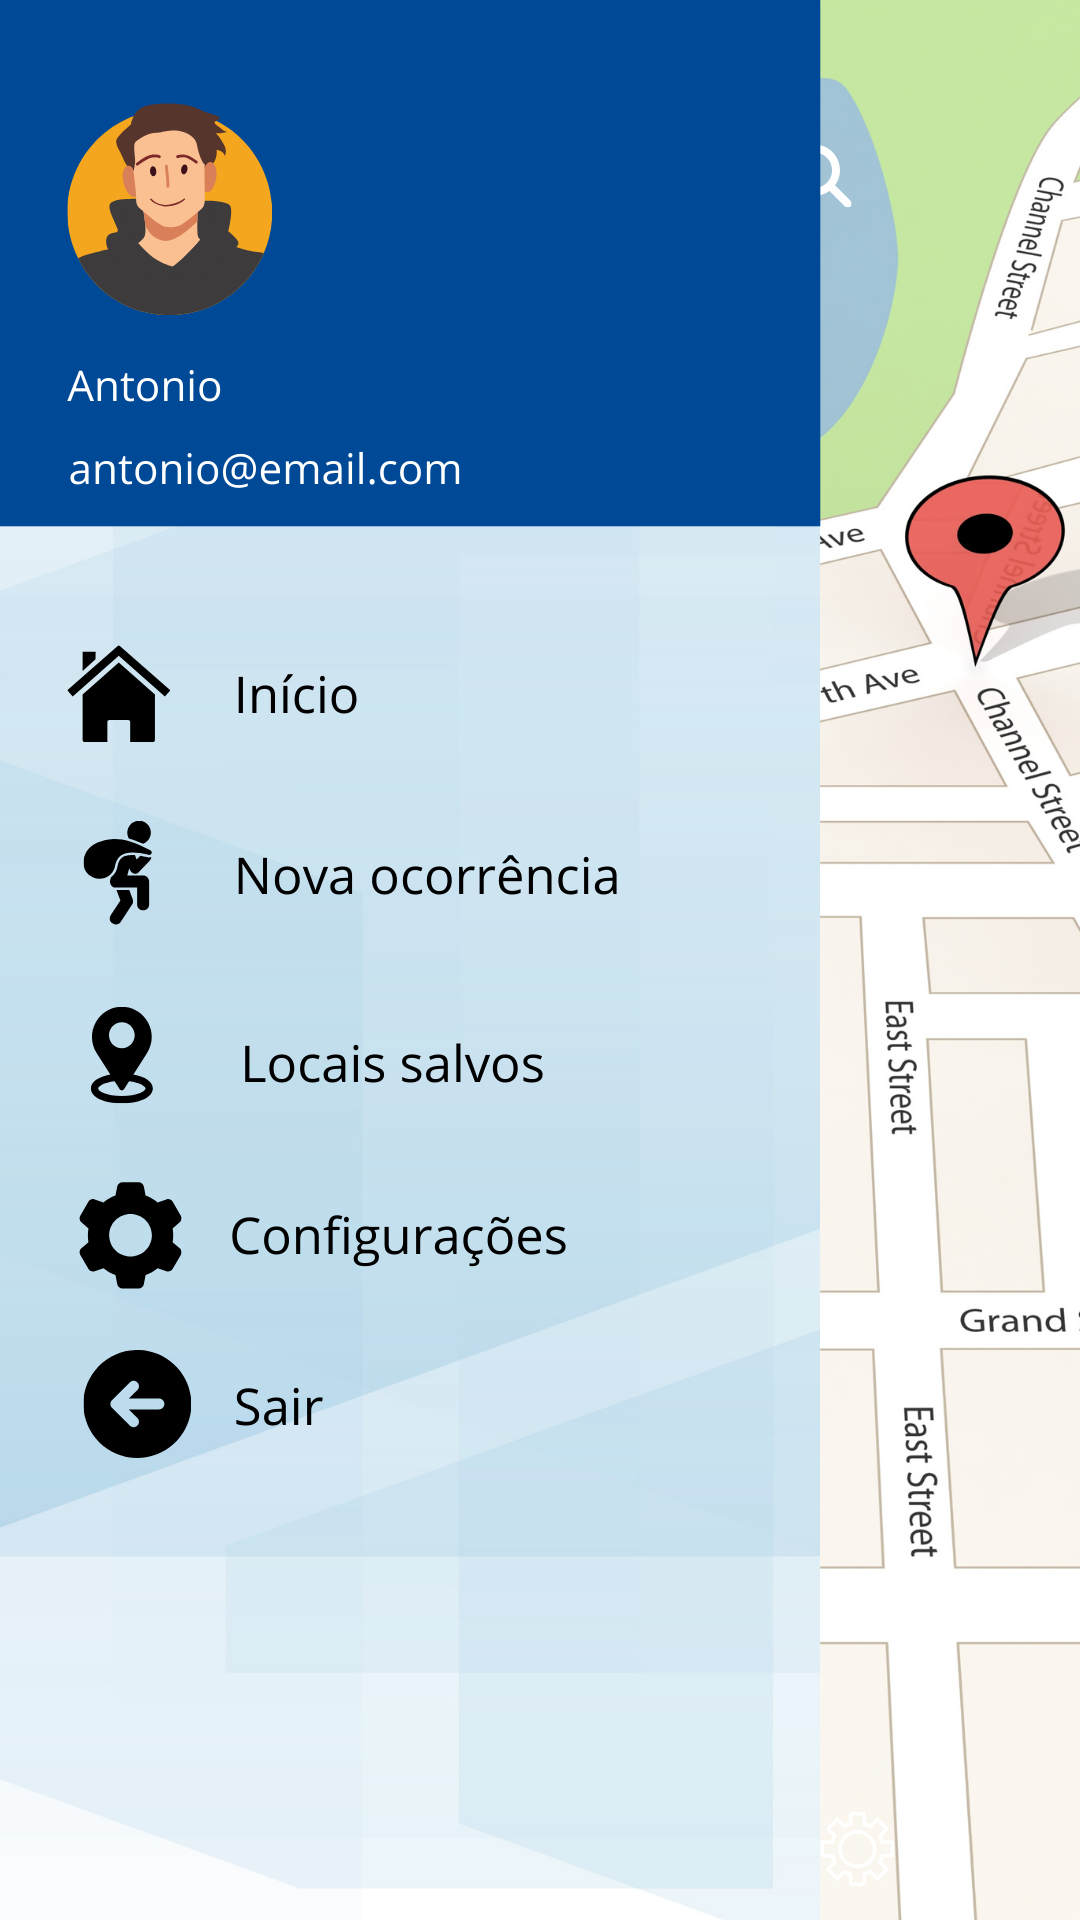 Antonio
antonio@email.com
Início
Nova ocorrência
Locais salvos
Configurações
Sair
Channel Street
Ave
th Ave
Channel Street
East Street
Grand
East Street